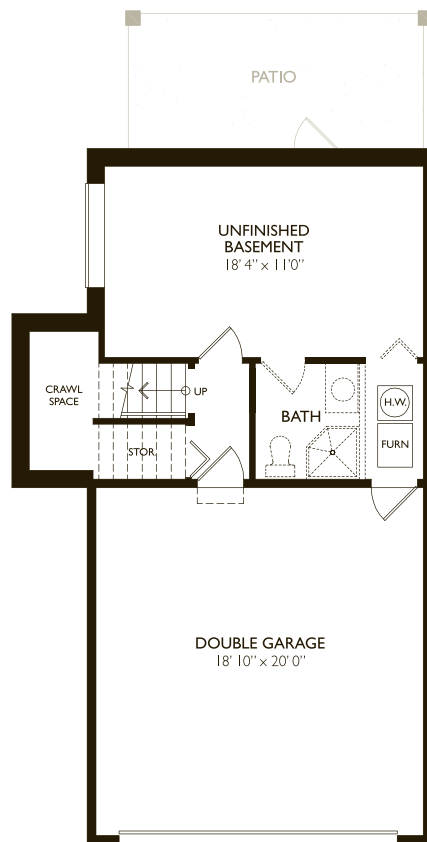 PATIO
UNFINISHED
BASEMENT
18' 4" x 11'0"
CRAWL
SPACE
UP
BATH
H.W.
FURN
STOR.
DOUBLE GARAGE
18' 10" x 20' 0"